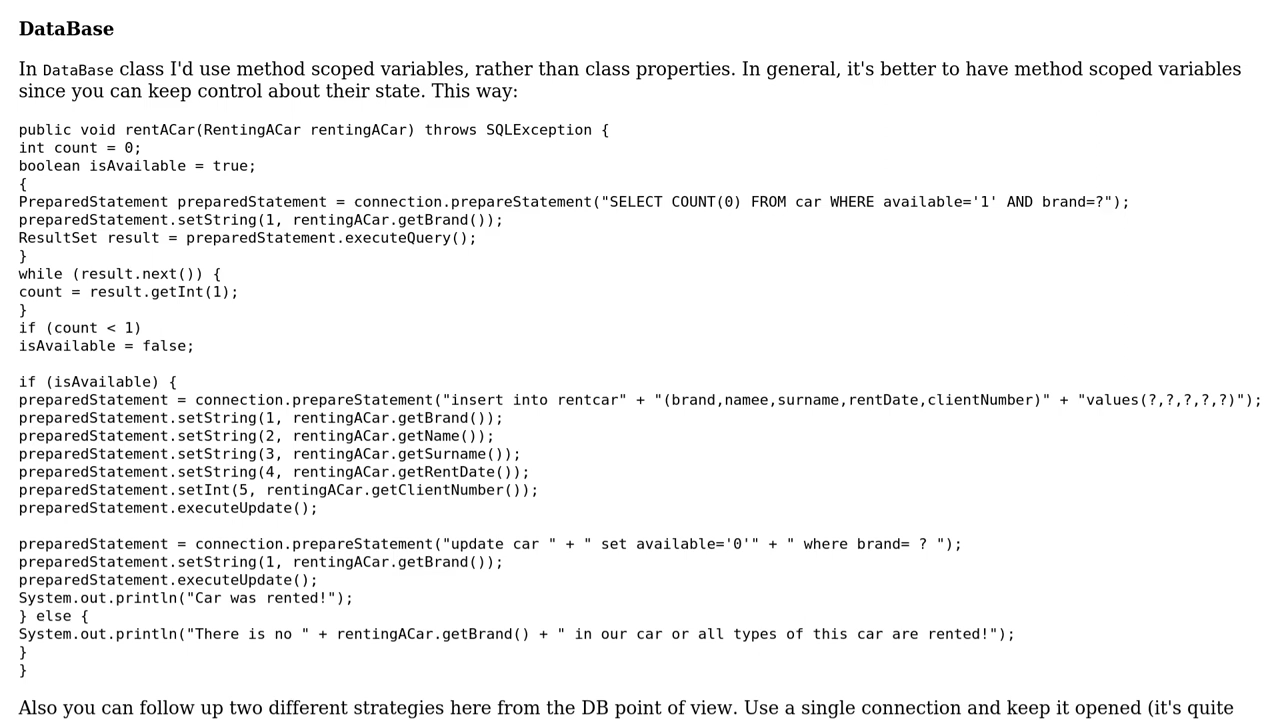 DataBase
In DataBase class I'd use method scoped variables, rather than class properties. In general, it's better to have method scoped variables
since you can keep control about their state. This way:
public void rentACar(RentingACar rentingACar) throws SQLException {
int count = 0;
boolean isAvailable = true;
{
PreparedStatement preparedStatement = connection.prepareStatement("SELECT COUNT(0) FROM car WHERE available='1' AND brand=?");
preparedStatement.setString(1, rentingACar.getBrand());
ResultSet result = preparedStatement.executeQuery();
}
while (result.next()) {
count = result.getInt(1);
}
if (count < 1)
isAvailable = false;

if (isAvailable) {
preparedStatement = connection.prepareStatement("insert into rentcar" + "(brand,namee,surname,rentDate,clientNumber)" + "values(?,?,?,?,?)");
preparedStatement.setString(1, rentingACar.getBrand());
preparedStatement.setString(2, rentingACar.getName());
preparedStatement.setString(3, rentingACar.getSurname());
preparedStatement.setString(4, rentingACar.getRentDate());
preparedStatement.setInt(5, rentingACar.getClientNumber());
preparedStatement.executeUpdate();

preparedStatement = connection.prepareStatement("update car " + " set available='0'" + " where brand= ? ");
preparedStatement.setString(1, rentingACar.getBrand());
preparedStatement.executeUpdate();
System.out.println("Car was rented!");
} else {
System.out.println("There is no " + rentingACar.getBrand() + " in our car or all types of this car are rented!");
}
}
Also you can follow up two different strategies here from the DB point of view. Use a single connection and keep it opened (it's quite